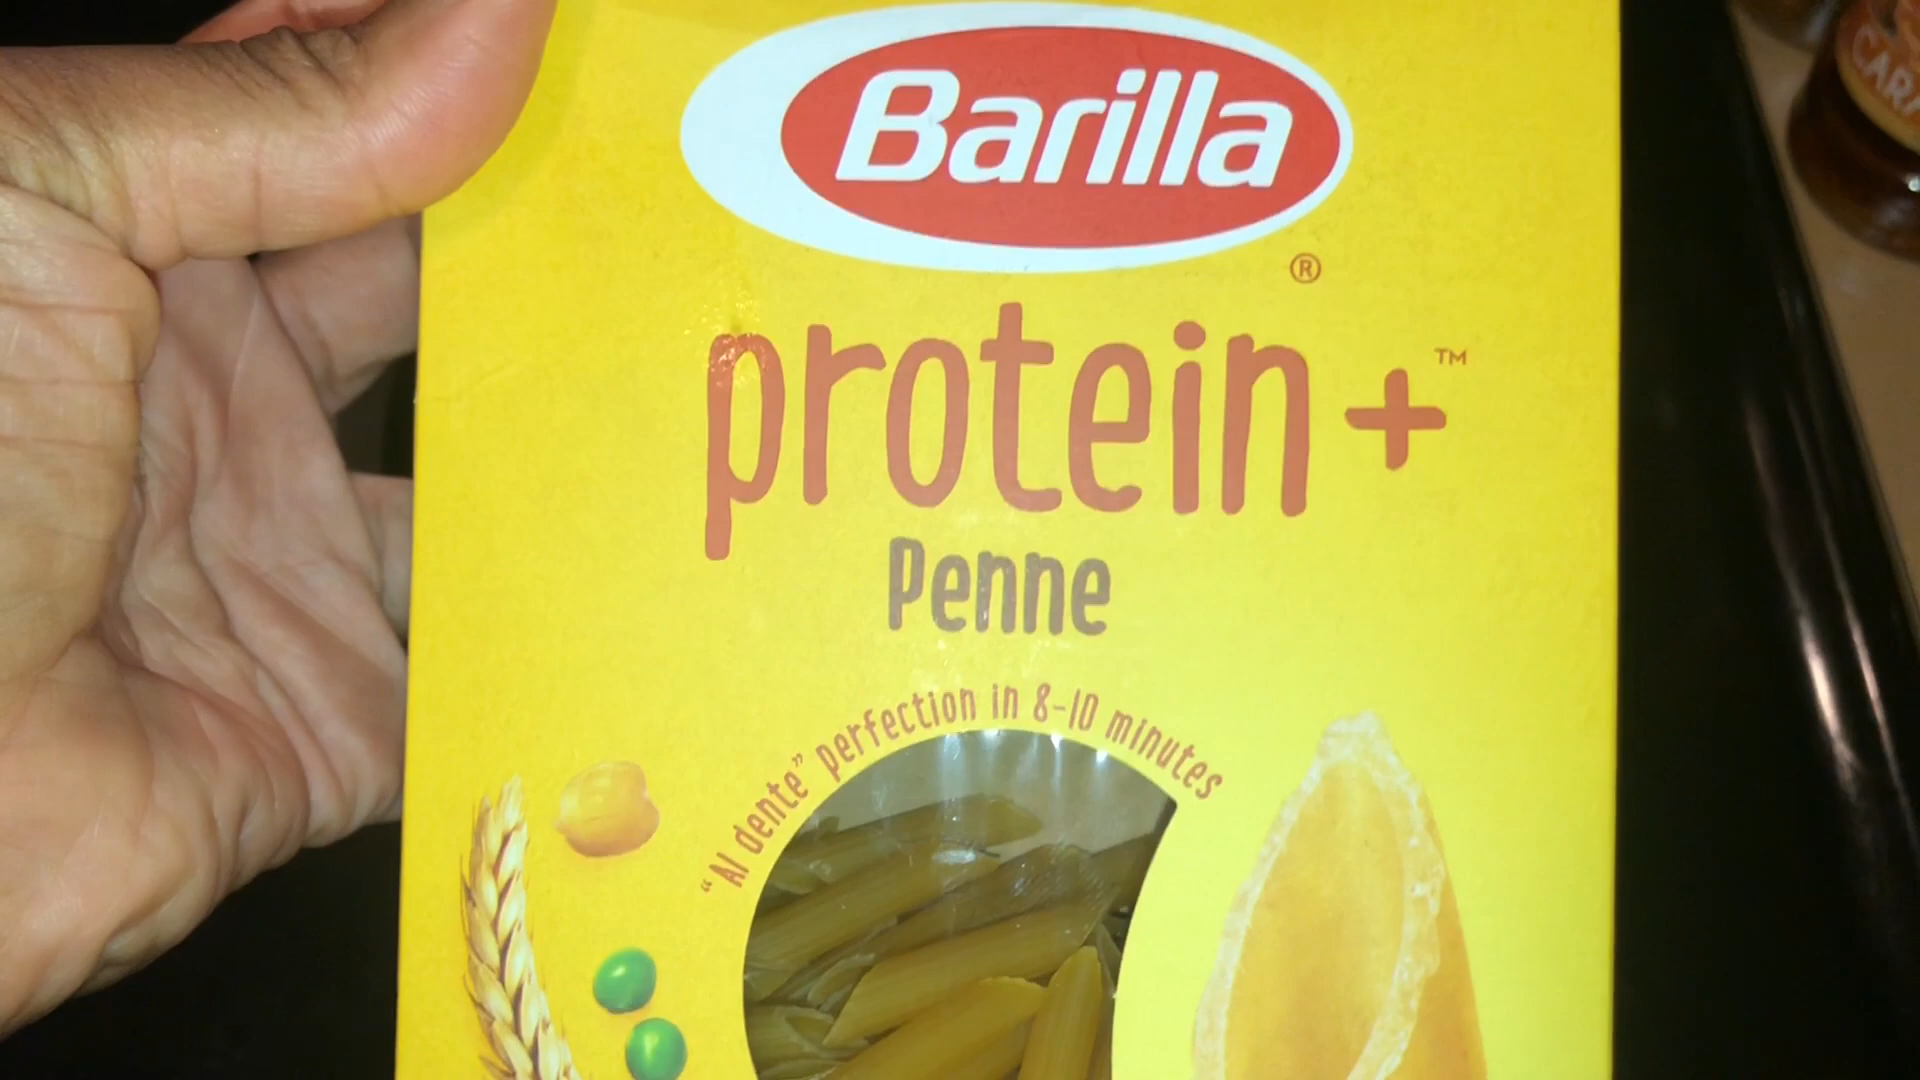 Barilla
®
protein +™
Penne
"Al dente" perfection in 8-10 minutes